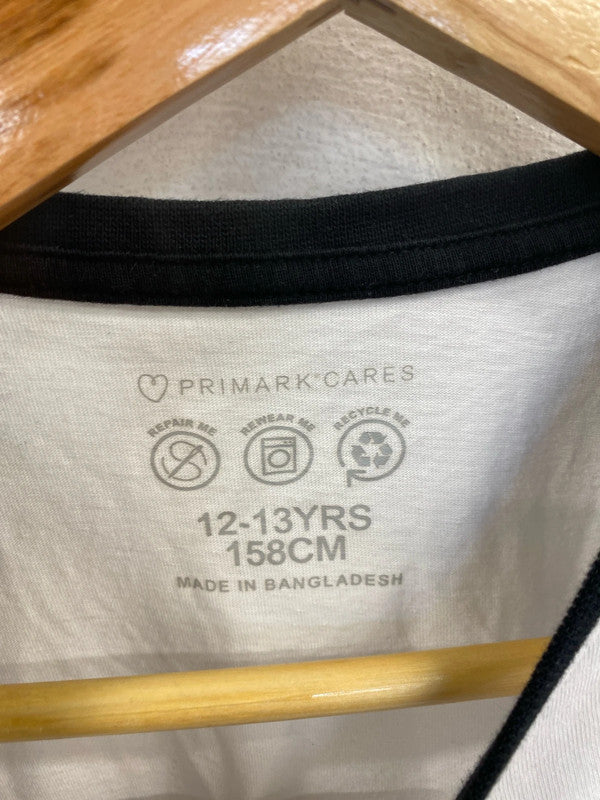 PRIMARK®CARES
REPAIR ME REWEAR ME RECYCLE ME
12-13YRS
158CM
MADE IN BANGLADESH